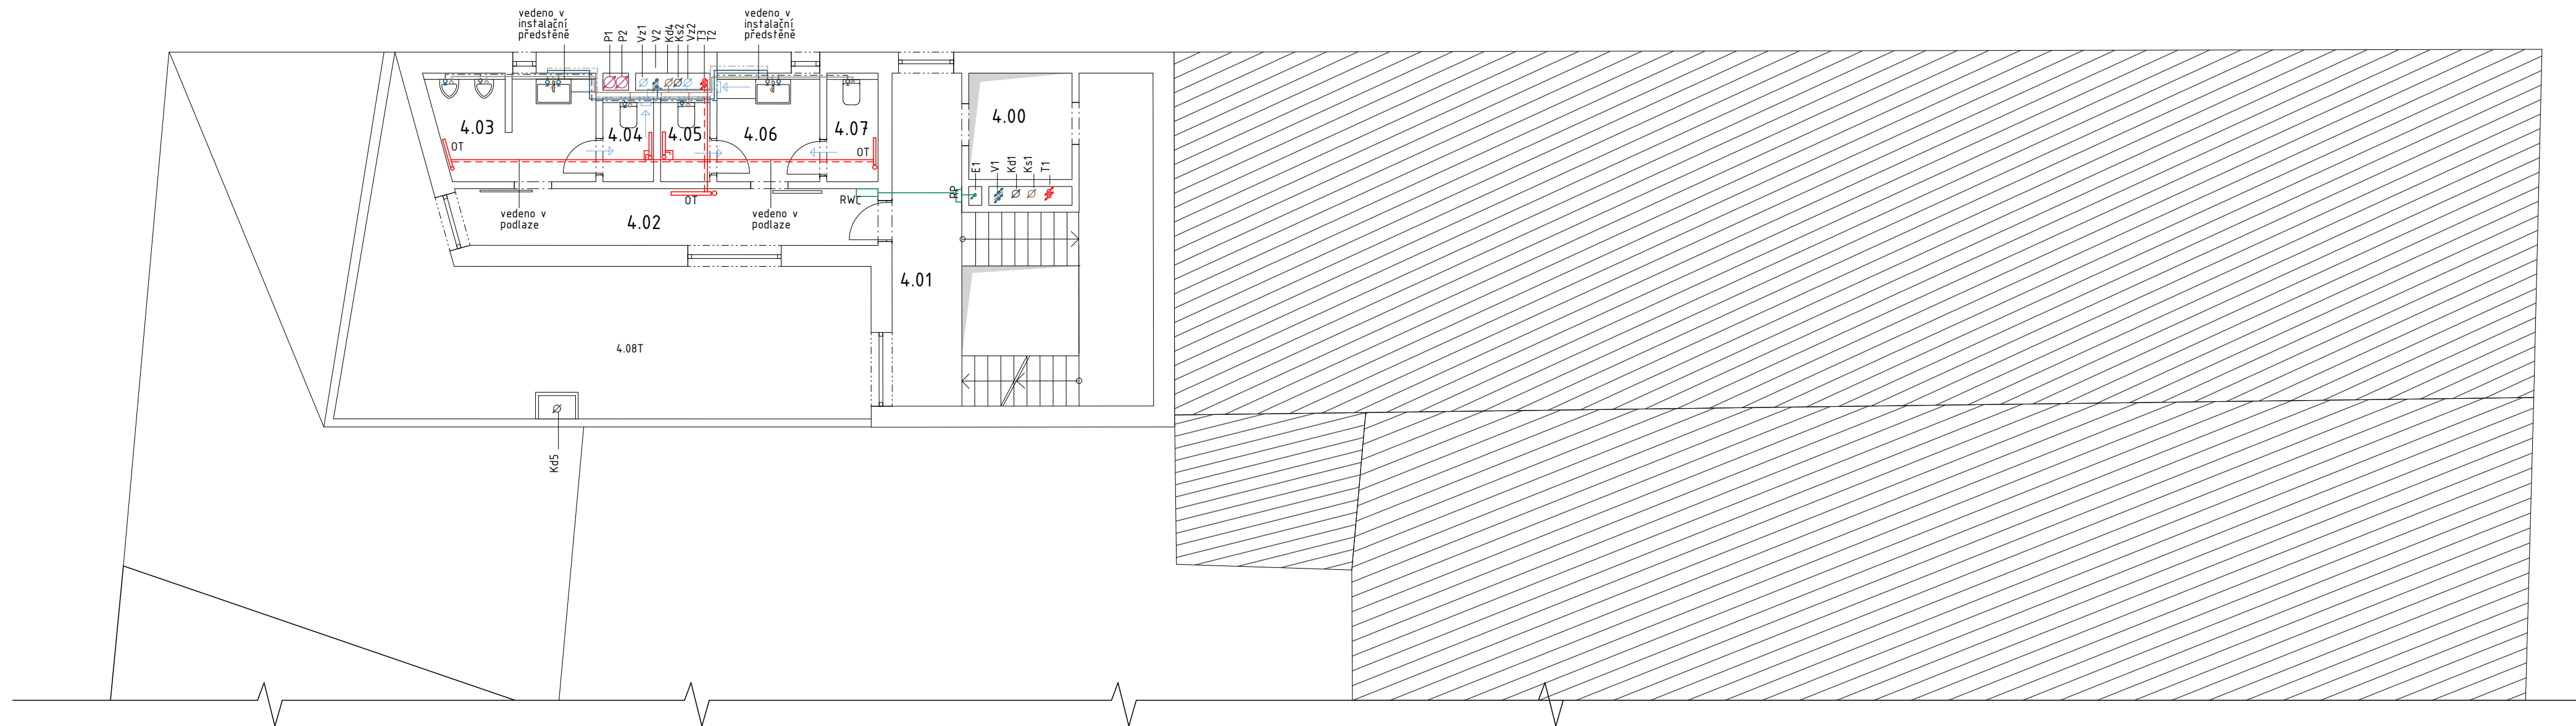 vedeno v
instalační
předstěně
P1
P2
Vz1
V2
Kd4
Ks2
Vz2
T3
T2
vedeno v
instalační
předstěně
4.03
4.04
4.05
4.06
4.07
4.00
OT
OT
E1
V1
Kd1
Ks1
T1
RP
OT
RWC
vedeno v
podlaze
vedeno v
podlaze
4.02
4.01
4.08T
Kd5